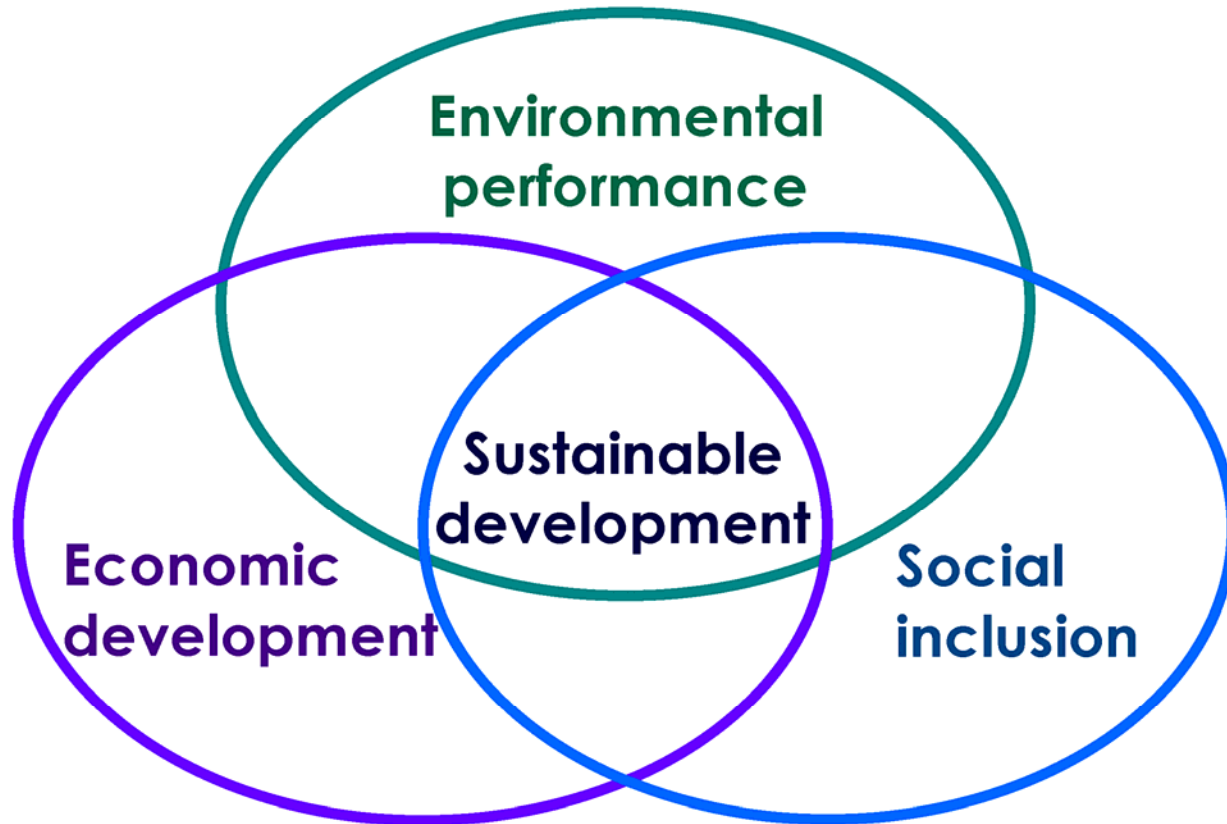 Environmental
performance
Sustainable
development
Economic
development
Social
inclusion